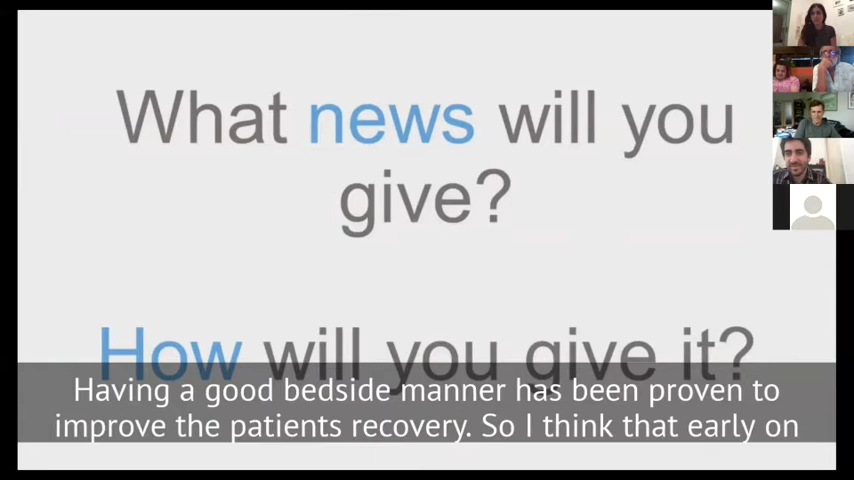 What news will you
give?
How will you give it?
Having a good bedside manner has been proven to
improve the patients recovery. So I think that early on